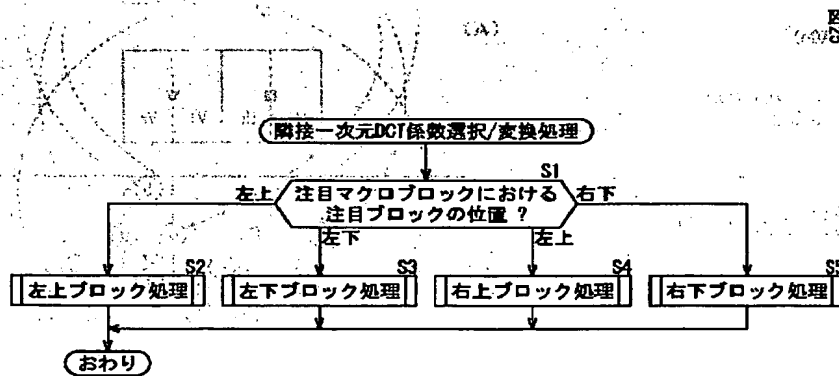 隣接一次元DCT係数選択/変換処理
S1
左上
注目マクロブロックにおける
注目ブロックの位置 ?
右下
左下
左上
S2
左上ブロック処理
S3
左下ブロック処理
S4
右上ブロック処理
S5
右下ブロック処理
おわり